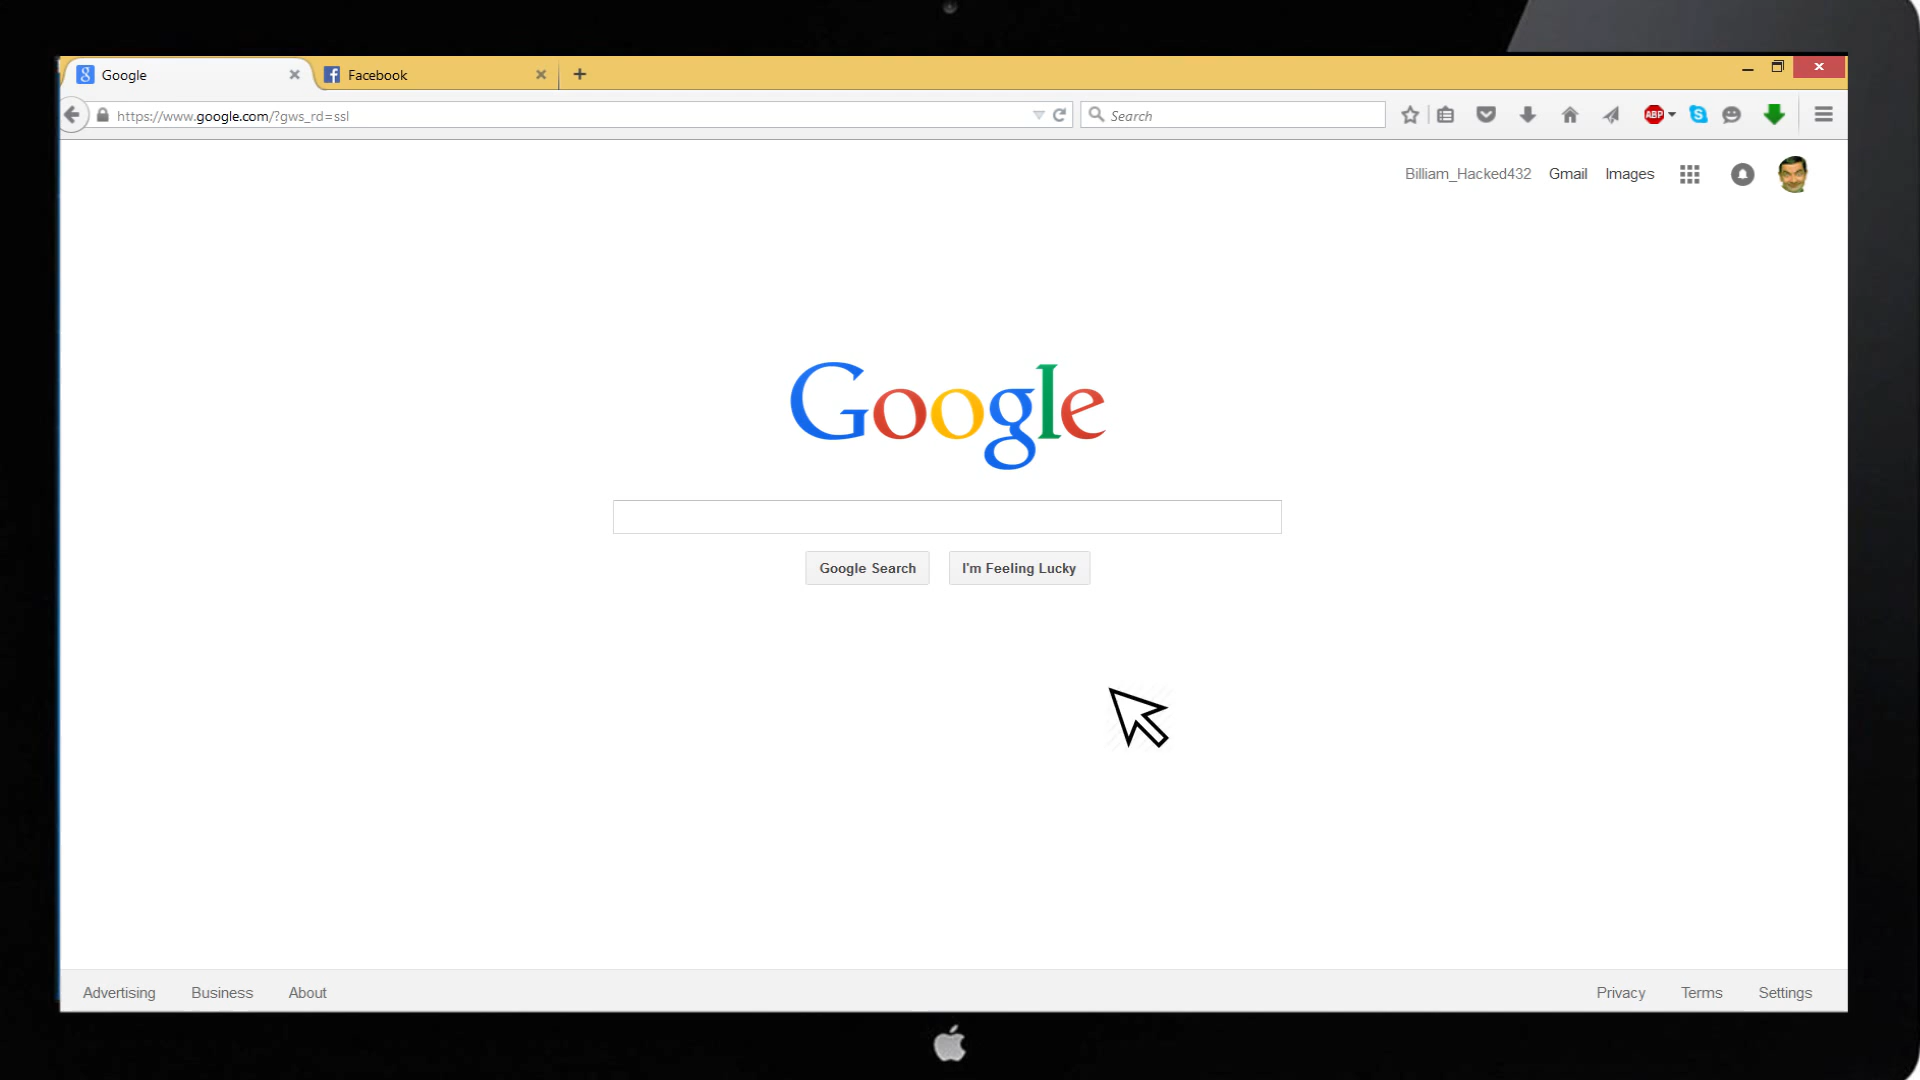 Google
Facebook
https://www.google.com/?gws_rd=ssl
Search
ABP
Billiam_Hacked432
Gmail
Images
Google
Google Search
I'm Feeling Lucky
Advertising
Business
About
Privacy
Terms
Settings